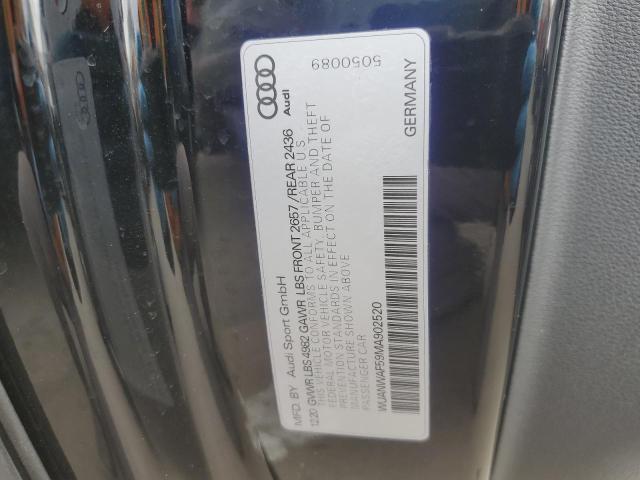 Audi
5050089
MFD. BY Audi Sport GmbH
12.20 GVWR LBS 4982 GAWR LBS FRONT 2657/REAR 2436
THIS VEHICLE CONFORMS TO ALL APPLICABLE U.S.
FEDERAL MOTOR VEHICLE SAFETY, BUMPER AND THEFT
PREVENTION STANDARDS IN EFFECT ON THE DATE OF
MANUFACTURE SHOWN ABOVE
PASSENGER CAR
WUANWAF59MA902520
GERMANY